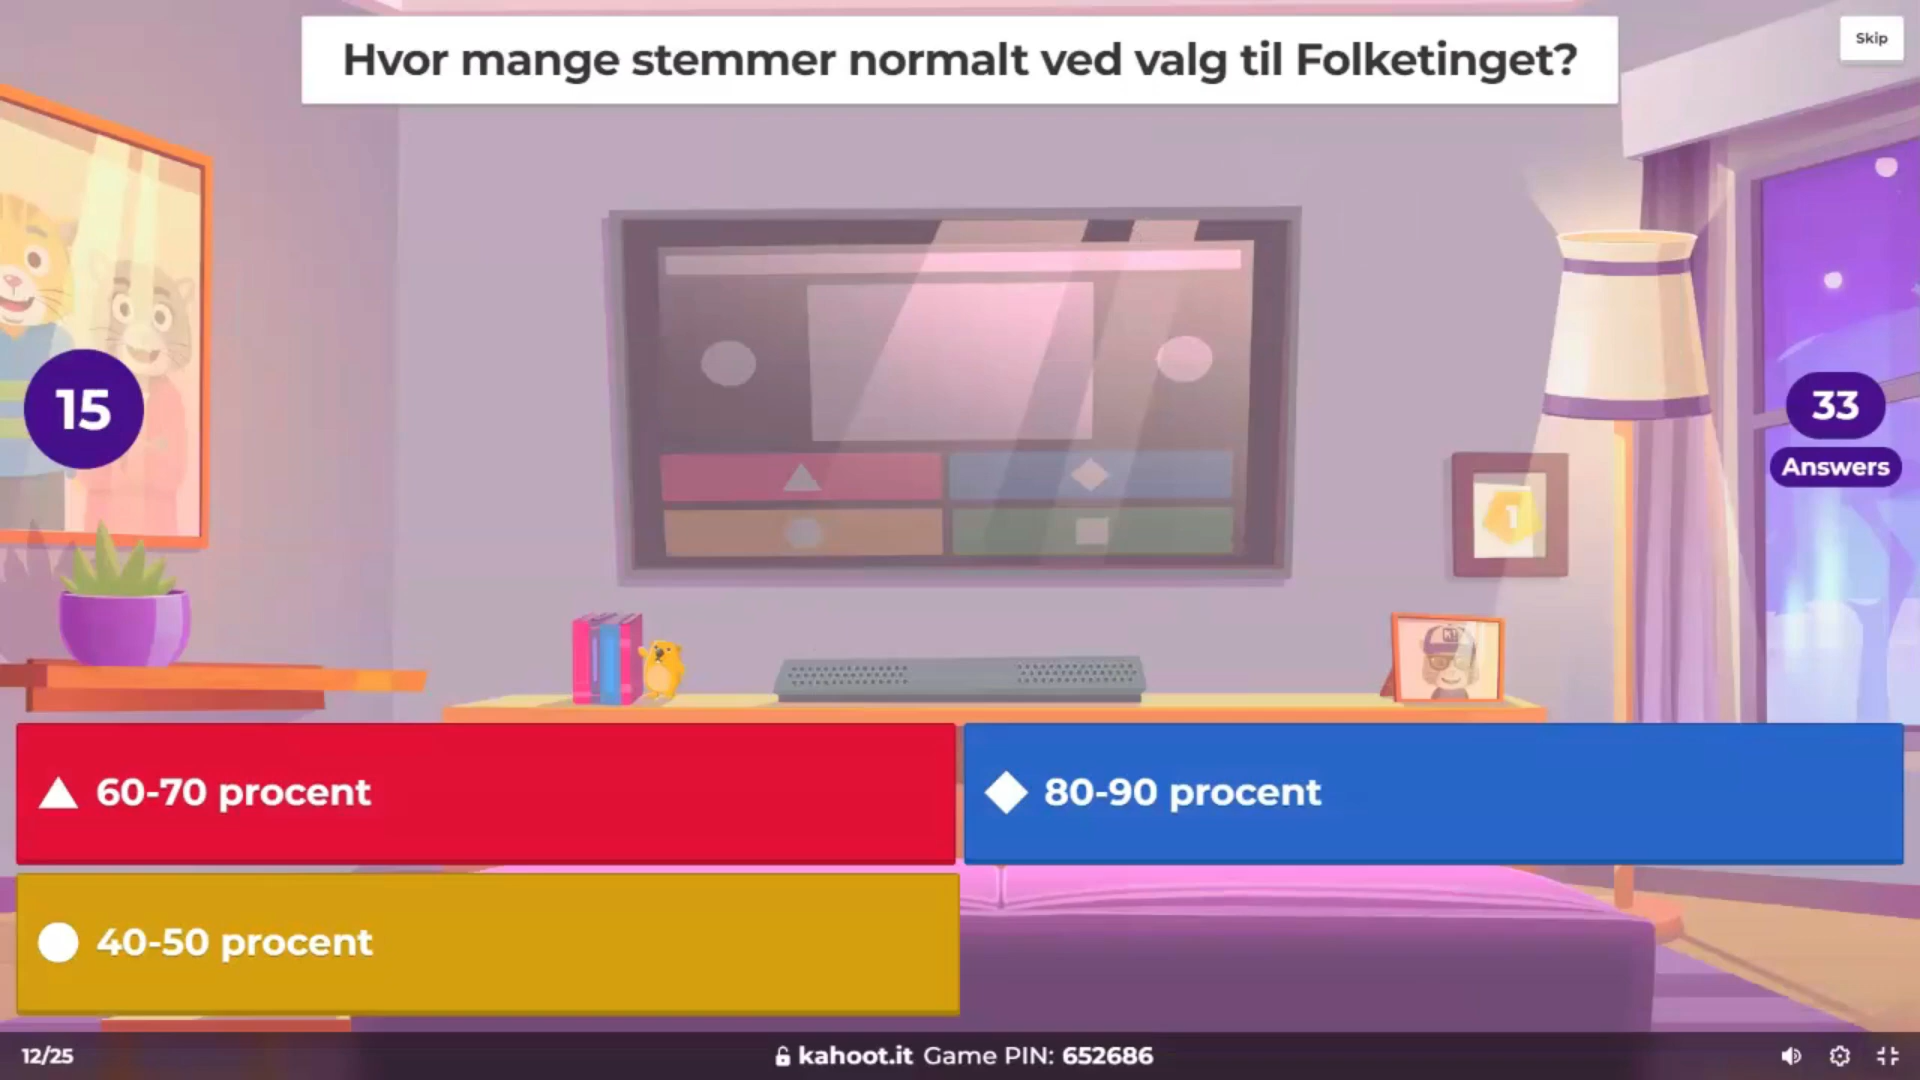 Hvor mange stemmer normalt ved valg til Folketinget?
Skip
15
33
Answers
1
60-70 procent
80-90 procent
40-50 procent
12/25
kahoot.it Game PIN: 652686